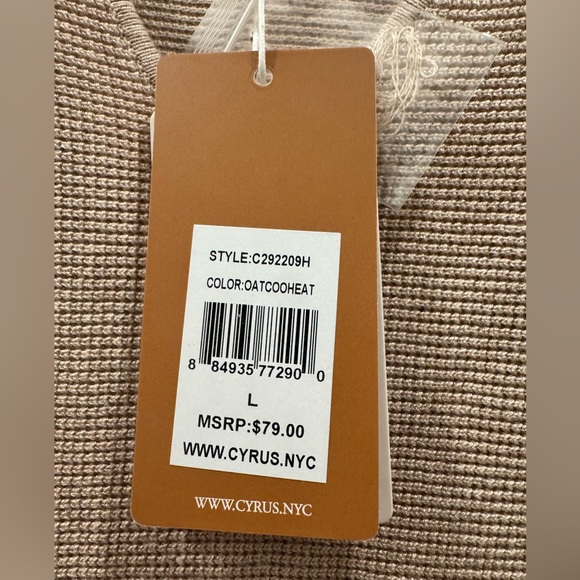 STYLE:C292209H
COLOR:OATCOOHEAT
8 84935 77290 0
L
MSRP:$79.00
WWW.CYRUS.NYC
WWW.CYRUS.NYC